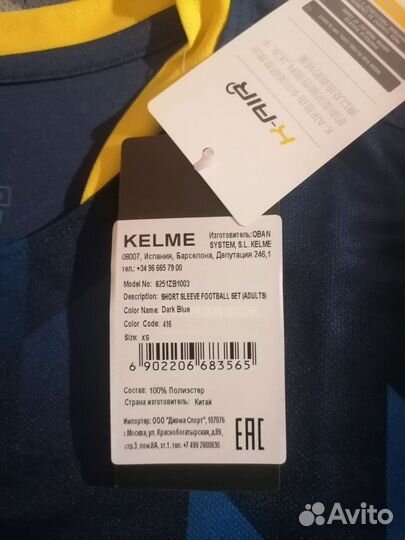 K-AIR
K-AIR
KELME
Изготовитель:OBAN
SYSTEM, S.L. KELME
08007, Испания, Барселона, Депутация 246,1
тел.: +34 96 665 79 00
Model No: 8251ZB1003
Description: SHORT SLEEVE FOOTBALL SET (ADULTS)
Color Name: Dark Blue
Color Code: 416
Size: XS
6 902206 683565
Состав: 100% Полиэстер
Страна изготовитель: Китай
Импортер: ООО "Джома Спорт", 107076
г.Москва,ул. Краснобогатырская, д.89,
стр.3, пом.8А, эт.1, тел: +7 499 2800830
EAC
Avito